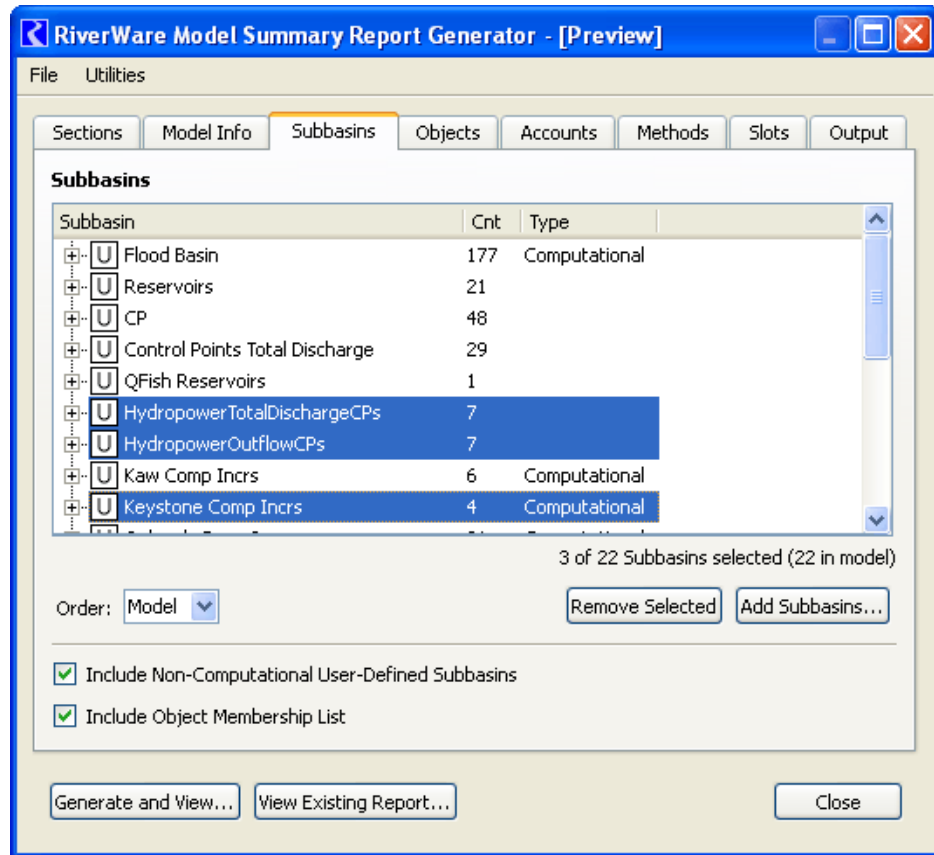 RiverWare Model Summary Report Generator - [Preview]
File Utilities
Sections Model Info Subbasins Objects Accounts Methods Slots Output
Subbasins
Subbasin Cnt Type
U Flood Basin 177 Computational
U Reservoirs 21
U CP 48
U Control Points Total Discharge 29
U QFish Reservoirs 1
U HydropowerTotalDischargeCPs 7
U HydropowerOutflowCPs 7
U Kaw Comp Incrs 6 Computational
U Keystone Comp Incrs 4 Computational
3 of 22 Subbasins selected (22 in model)
Order: Model Remove Selected Add Subbasins...
Include Non-Computational User-Defined Subbasins
Include Object Membership List
Generate and View... View Existing Report... Close